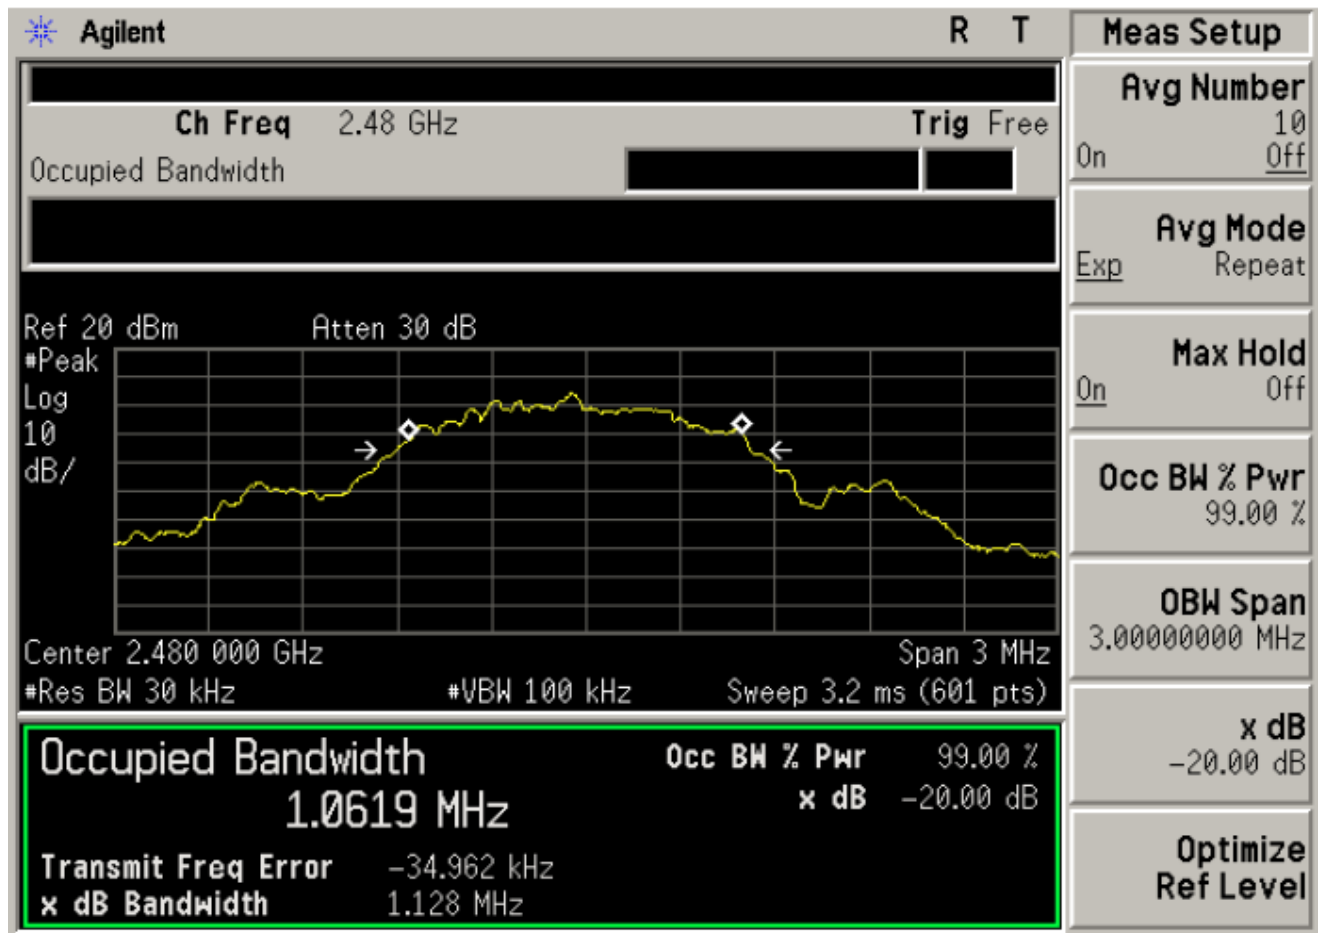 Agilent R T
Ch Freq 2.48 GHz Trig Free
Occupied Bandwidth
Ref 20 dBm Atten 30 dB
#Peak
Log
10
dB/
Center 2.480 000 GHz Span 3 MHz
#Res BW 30 kHz #VBW 100 kHz Sweep 3.2 ms (601 pts)
Occupied Bandwidth Occ BW % Pwr 99.00 %
1.0619 MHz x dB -20.00 dB
Transmit Freq Error -34.962 kHz
x dB Bandwidth 1.128 MHz
Meas Setup
Avg Number
10
On Off
Avg Mode
Exp Repeat
Max Hold
On Off
Occ BW % Pwr
99.00 %
OBW Span
3.00000000 MHz
x dB
-20.00 dB
Optimize
Ref Level